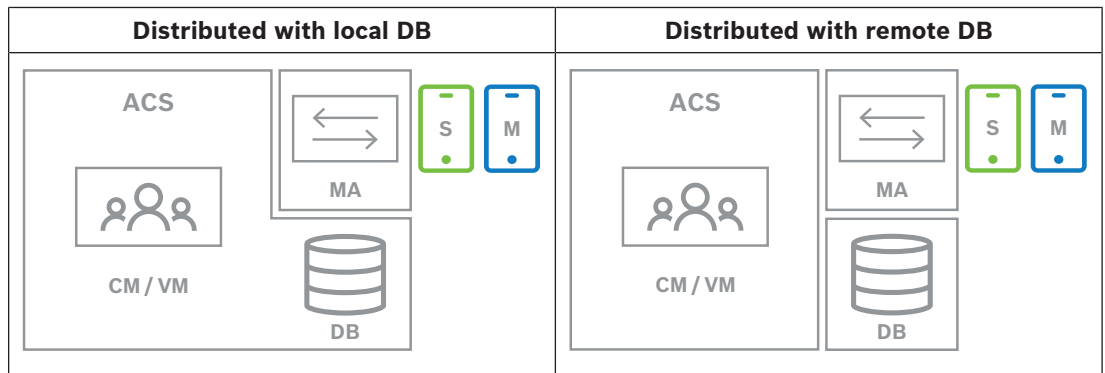 Distributed with local DB
ACS
S
M
MA
CM / VM
DB
Distributed with remote DB
ACS
S
M
MA
CM / VM
DB